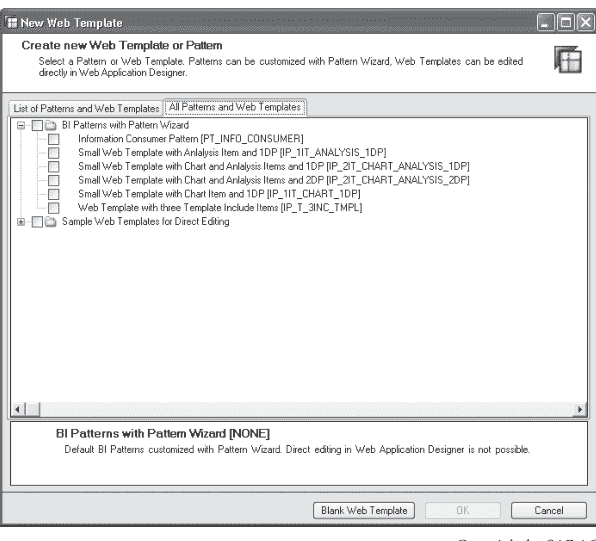 New Web Template
Create new Web Template or Pattern
Select a Pattern or Web Template. Patterns can be customized with Pattern Wizard, Web Templates can be edited
directly in Web Application Designer.
List of Patterns and Web Templates All Patterns and Web Templates
BI Patterns with Pattern Wizard
Information Consumer Pattern [PT_INFO_CONSUMER]
Small Web Template with Anlalysis Item and 1DP [IP_1IT_ANALYSIS_1DP]
Small Web Template with Chart and Anlalysis Items and 1DP [IP_2IT_CHART_ANALYSIS_1DP]
Small Web Template with Chart and Anlalysis Items and 2DP [IP_2IT_CHART_ANALYSIS_2DP]
Small Web Template with Chart Item and 1DP [IP_1IT_CHART_1DP]
Web Template with three Template Include Items [IP_T_3INC_TMPL]
Sample Web Templates for Direct Editing
BI Patterns with Pattern Wizard [NONE]
Default BI Patterns customized with Pattern Wizard. Direct editing in Web Application Designer is not possible.
Blank Web Template OK Cancel